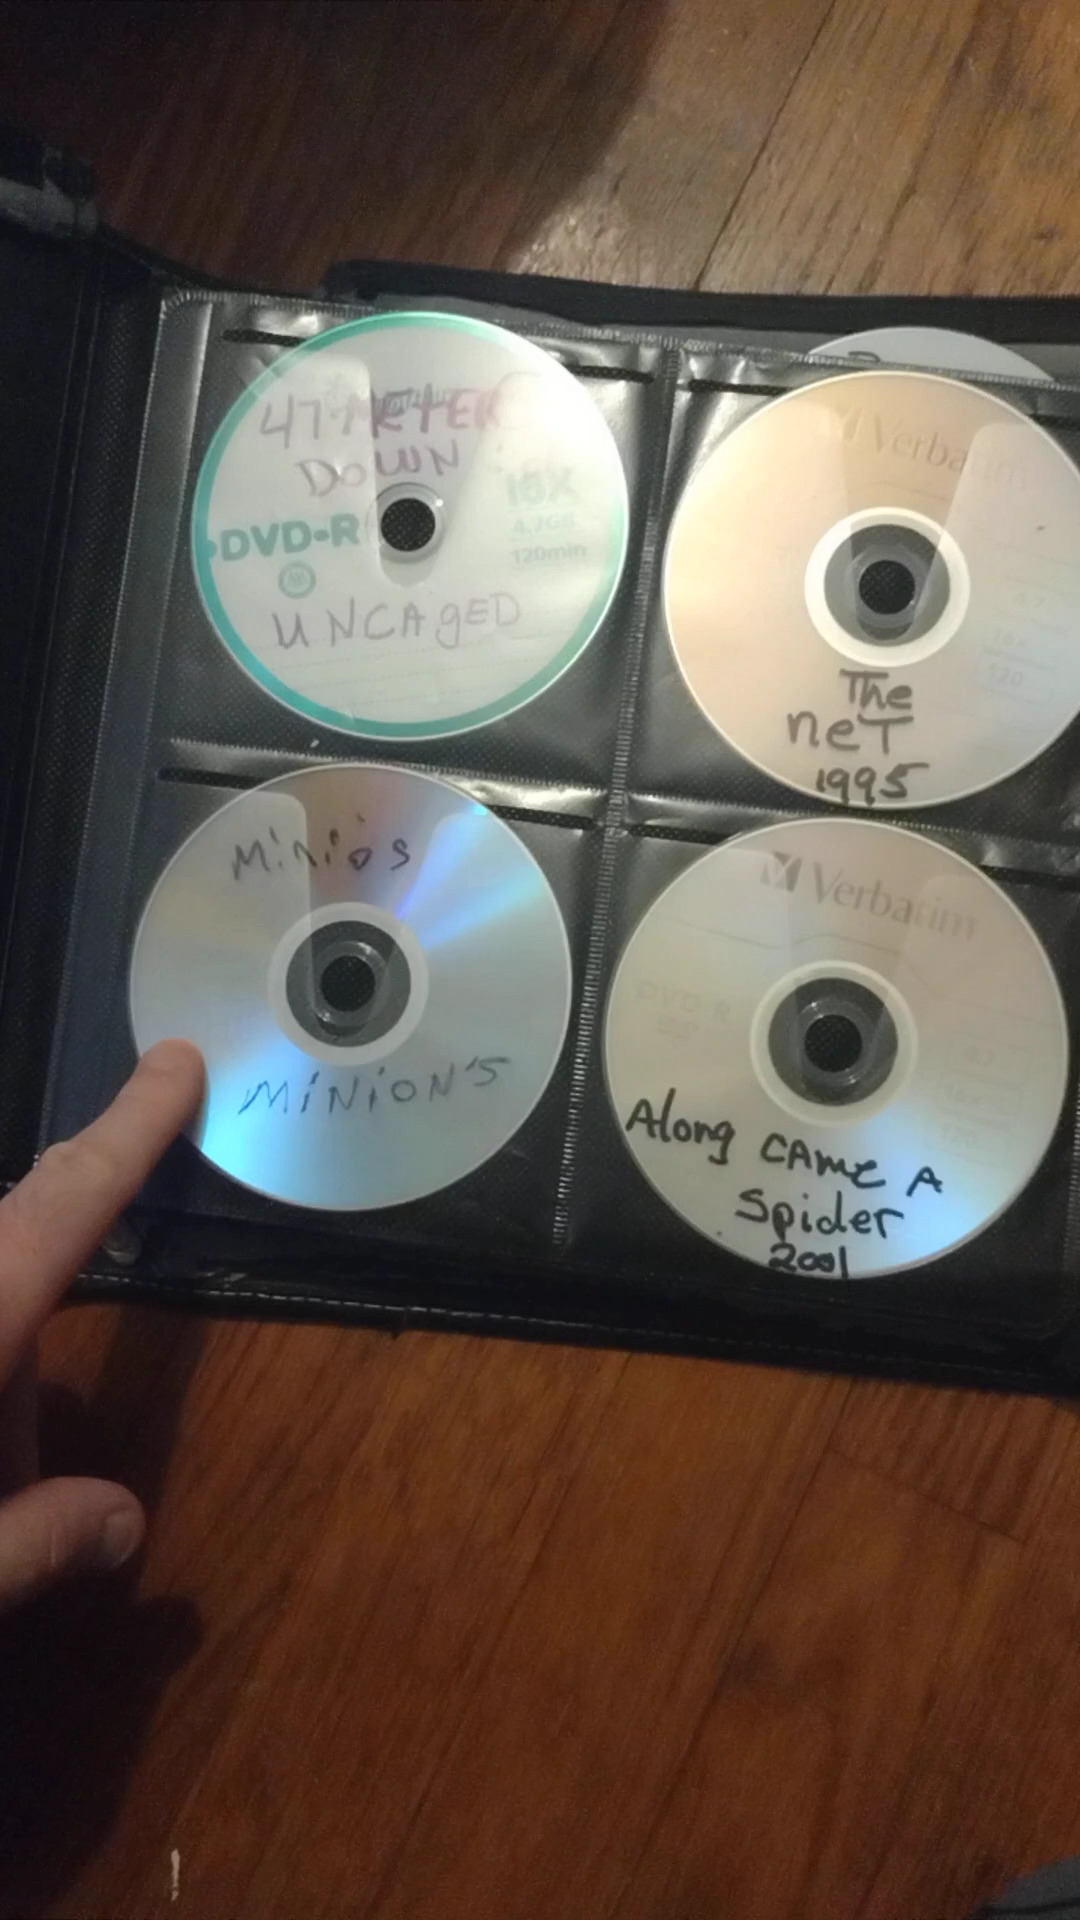 47 METER
DOWN
DVD-R
16X
4.7GB
120min
UNCAgED
Verbatim
The
neT
1995
Minios
MiNiON'S
Verbatim
Along CAme A
Spider
2001